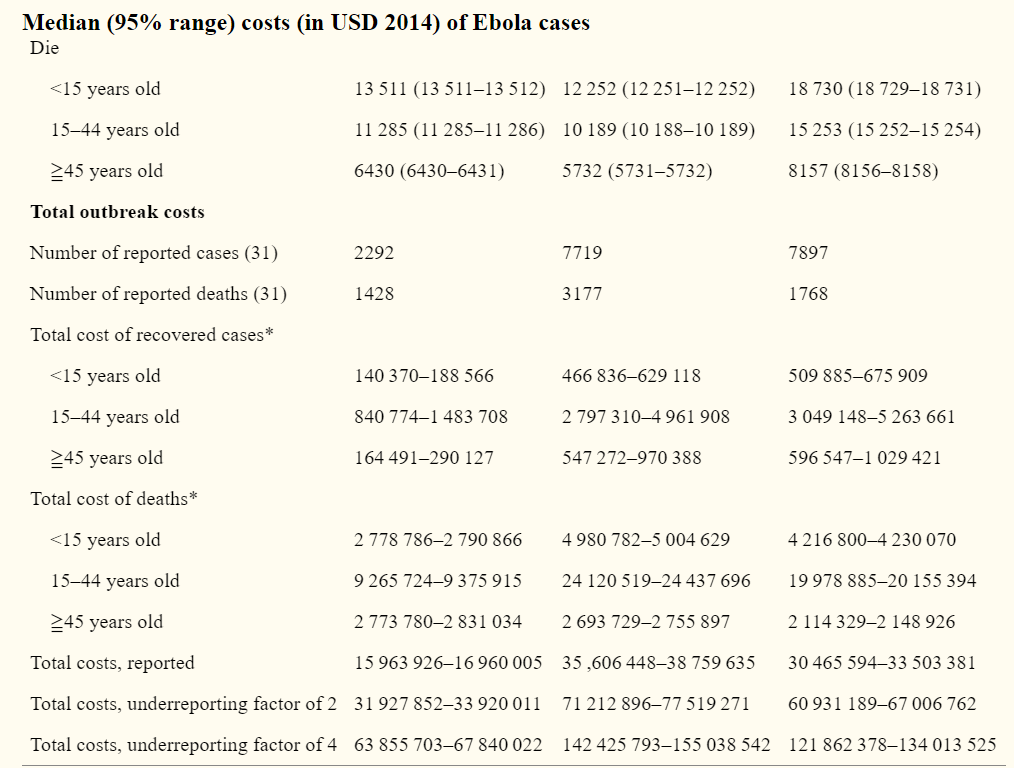 Median (95% range) costs (in USD 2014) of Ebola cases
Die
<15 years old 13 511 (13 511–13 512) 12 252 (12 251–12 252) 18 730 (18 729–18 731)
15–44 years old 11 285 (11 285–11 286) 10 189 (10 188–10 189) 15 253 (15 252–15 254)
≧45 years old 6430 (6430–6431) 5732 (5731–5732) 8157 (8156–8158)
Total outbreak costs
Number of reported cases (31) 2292 7719 7897
Number of reported deaths (31) 1428 3177 1768
Total cost of recovered cases*
<15 years old 140 370–188 566 466 836–629 118 509 885–675 909
15–44 years old 840 774–1 483 708 2 797 310–4 961 908 3 049 148–5 263 661
≧45 years old 164 491–290 127 547 272–970 388 596 547–1 029 421
Total cost of deaths*
<15 years old 2 778 786–2 790 866 4 980 782–5 004 629 4 216 800–4 230 070
15–44 years old 9 265 724–9 375 915 24 120 519–24 437 696 19 978 885–20 155 394
≧45 years old 2 773 780–2 831 034 2 693 729–2 755 897 2 114 329–2 148 926
Total costs, reported 15 963 926–16 960 005 35 ,606 448–38 759 635 30 465 594–33 503 381
Total costs, underreporting factor of 2 31 927 852–33 920 011 71 212 896–77 519 271 60 931 189–67 006 762
Total costs, underreporting factor of 4 63 855 703–67 840 022 142 425 793–155 038 542 121 862 378–134 013 525